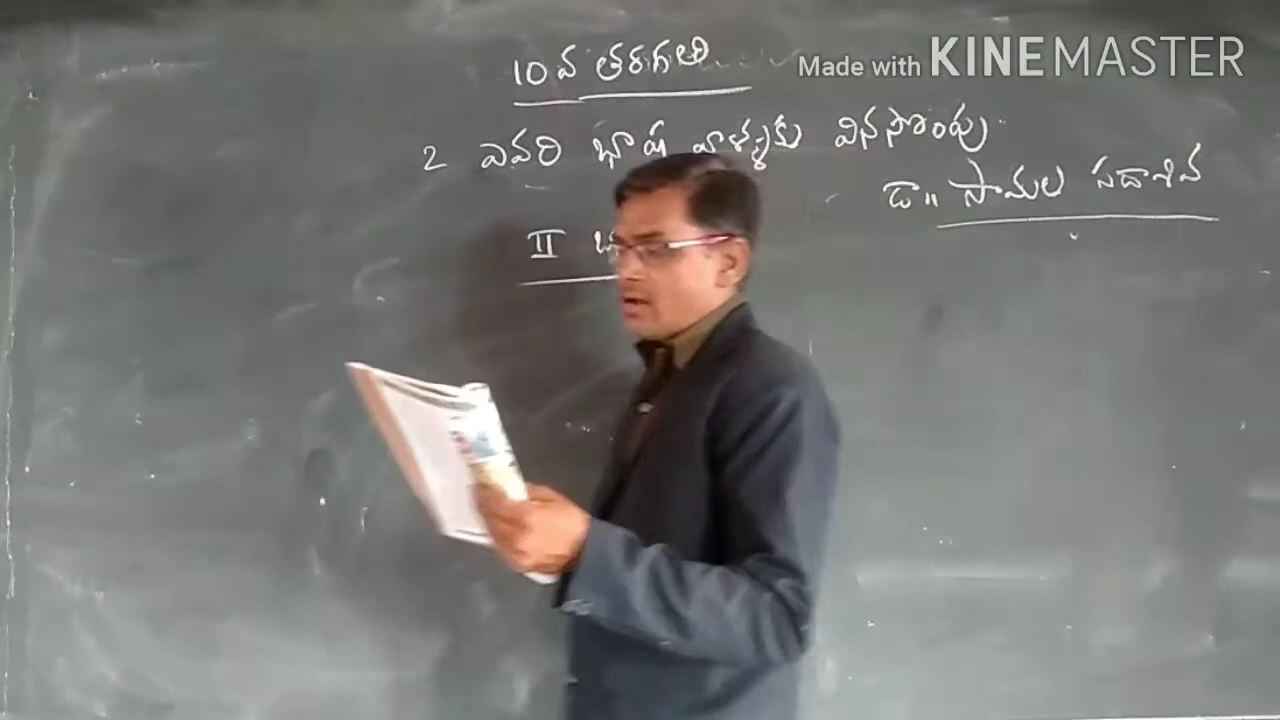 10వ తరగతి
Made with KINEMASTER
2 ఎవరి భాష వాళ్ళకు వినసొంపు
డా॥ సామల సదాశివ
II